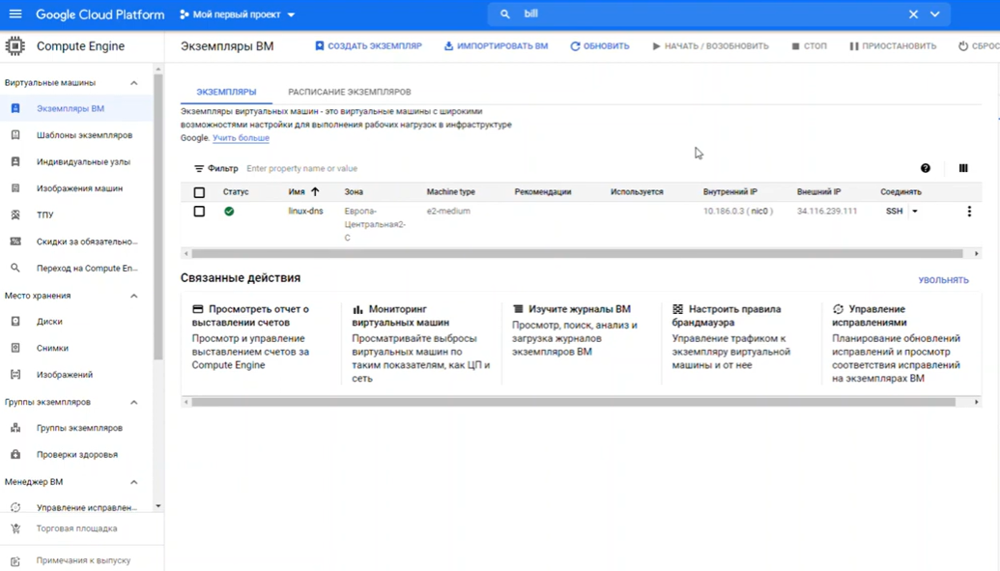 Google Cloud Platform
Мой первый проект
bill
Compute Engine
Экземпляры ВМ
СОЗДАТЬ ЭКЗЕМПЛЯР
ИМПОРТИРОВАТЬ ВМ
ОБНОВИТЬ
НАЧАТЬ / ВОЗОБНОВИТЬ
СТОП
ПРИОСТАНОВИТЬ
СБРОС
Виртуальные машины
Экземпляры ВМ
Шаблоны экземпляров
Индивидуальные узлы
Изображения машин
ТПУ
Скидки за обязательно...
Переход на Compute En...
Место хранения
Диски
Снимки
Изображений
Группы экземпляров
Группы экземпляров
Проверки здоровья
Менеджер ВМ
Управление исправлен...
Торговая площадка
Примечания к выпуску
ЭКЗЕМПЛЯРЫ
РАСПИСАНИЕ ЭКЗЕМПЛЯРОВ
Экземпляры виртуальных машин - это виртуальные машины с широкими
возможностями настройки для выполнения рабочих нагрузок в инфраструктуре
Google. Учить больше
Фильтр Enter property name or value
Статус Имя Зона Machine type Рекомендации Используется Внутренний IP Внешний IP Соединять
linux-dns Европа- e2-medium 10.186.0.3 ( nic0 ) 34.116.239.111 SSH
Центральная2-
С
Связанные действия
УВОЛЬНЯТЬ
Просмотреть отчет о
выставлении счетов
Просмотр и управление
выставлением счетов за
Compute Engine
Мониторинг
виртуальных машин
Просматривайте выбросы
виртуальных машин по
таким показателям, как ЦП и
сеть
Изучите журналы ВМ
Просмотр, поиск, анализ и
загрузка журналов
экземпляров ВМ
Настроить правила
брандмауэра
Управление трафиком к
экземпляру виртуальной
машины и от нее
Управление
исправлениями
Планирование обновлений
исправлений и просмотр
соответствия исправлений
на экземплярах ВМ